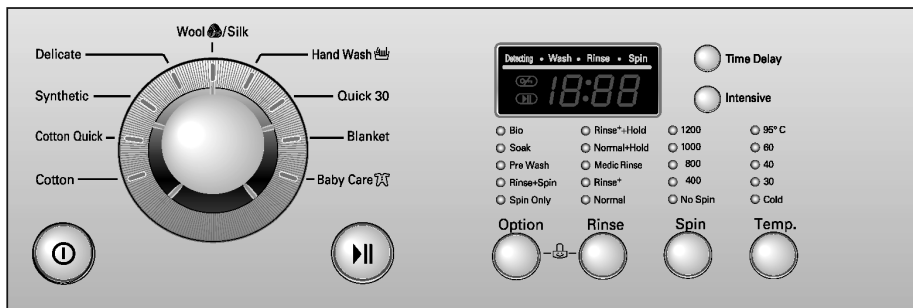 Wool /Silk
Delicate
Hand Wash
Synthetic
Quick 30
Cotton Quick
Blanket
Cotton
Baby Care
Detecting • Wash • Rinse • Spin
18:88
Time Delay
Intensive
Bio
Soak
Pre Wash
Rinse+Spin
Spin Only
Option
Rinse⁺+Hold
Normal+Hold
Medic Rinse
Rinse⁺
Normal
Rinse
1200
1000
800
400
No Spin
Spin
95° C
60
40
30
Cold
Temp.